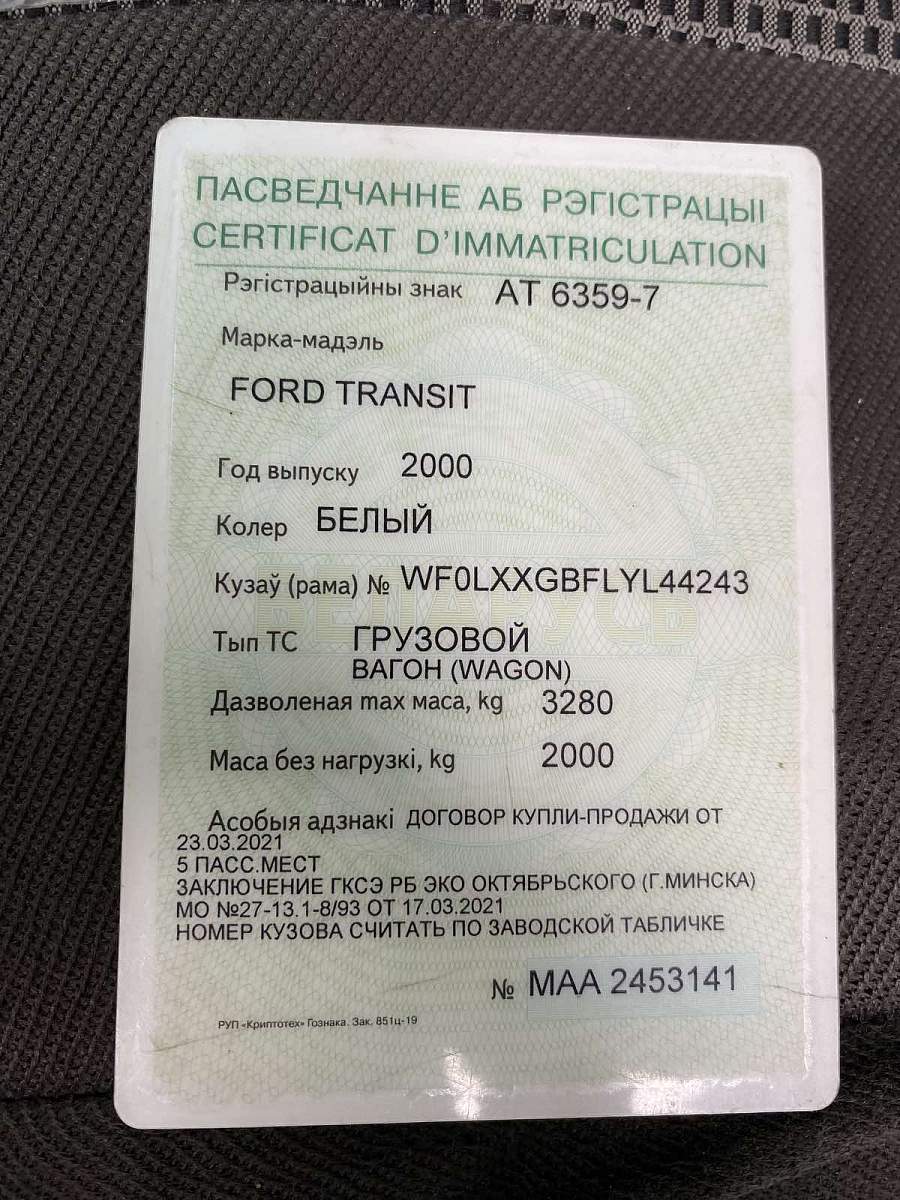 ПАСВЕДЧАННЕ АБ РЭГІСТРАЦЫІ
CERTIFICAT D'IMMATRICULATION
Рэгістрацыйны знак АТ 6359-7
Марка-мадэль
FORD TRANSIT
Год выпуску 2000
Колер БЕЛЫЙ
Кузаў (рама) № WF0LXXGBFLYL44243
БЕЛАРУСЬ
Тып ТС ГРУЗОВОЙ
ВАГОН (WAGON)
Дазволеная max маса, kg 3280
Маса без нагрузкі, kg 2000
Асобыя адзнакі ДОГОВОР КУПЛИ-ПРОДАЖИ ОТ
23.03.2021
5 ПАСС.МЕСТ
ЗАКЛЮЧЕНИЕ ГКСЭ РБ ЭКО ОКТЯБРЬСКОГО (Г.МИНСКА)
МО №27-13.1-8/93 ОТ 17.03.2021
НОМЕР КУЗОВА СЧИТАТЬ ПО ЗАВОДСКОЙ ТАБЛИЧКЕ
№ МАА 2453141
РУП «Криптотех» Гознака. Зак. 851ц-19